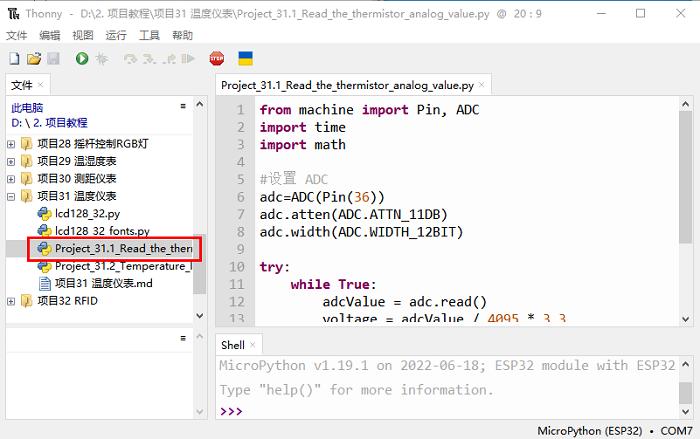 Thonny - D:\2. 项目教程\项目31 温度仪表\Project_31.1_Read_the_thermistor_analog_value.py @ 20 : 9
文件 编辑 视图 运行 工具 帮助
STOP
文件 ×
此电脑
D: \ 2. 项目教程
项目28 摇杆控制RGB灯
项目29 温湿度表
项目30 测距仪表
项目31 温度仪表
lcd128_32.py
lcd128_32_fonts.py
Project_31.1_Read_the_therr
Project_31.2_Temperature_I
项目31 温度仪表.md
项目32 RFID
Project_31.1_Read_the_thermistor_analog_value.py ×
1 from machine import Pin, ADC
2 import time
3 import math
4
5 #设置 ADC
6 adc=ADC(Pin(36))
7 adc.atten(ADC.ATTN_11DB)
8 adc.width(ADC.WIDTH_12BIT)
9
10 try:
11 while True:
12 adcValue = adc.read()
13 voltage = adcValue / 4095 * 3.3
Shell ×
MicroPython v1.19.1 on 2022-06-18; ESP32 module with ESP32
Type "help()" for more information.
>>>
MicroPython (ESP32) • COM7